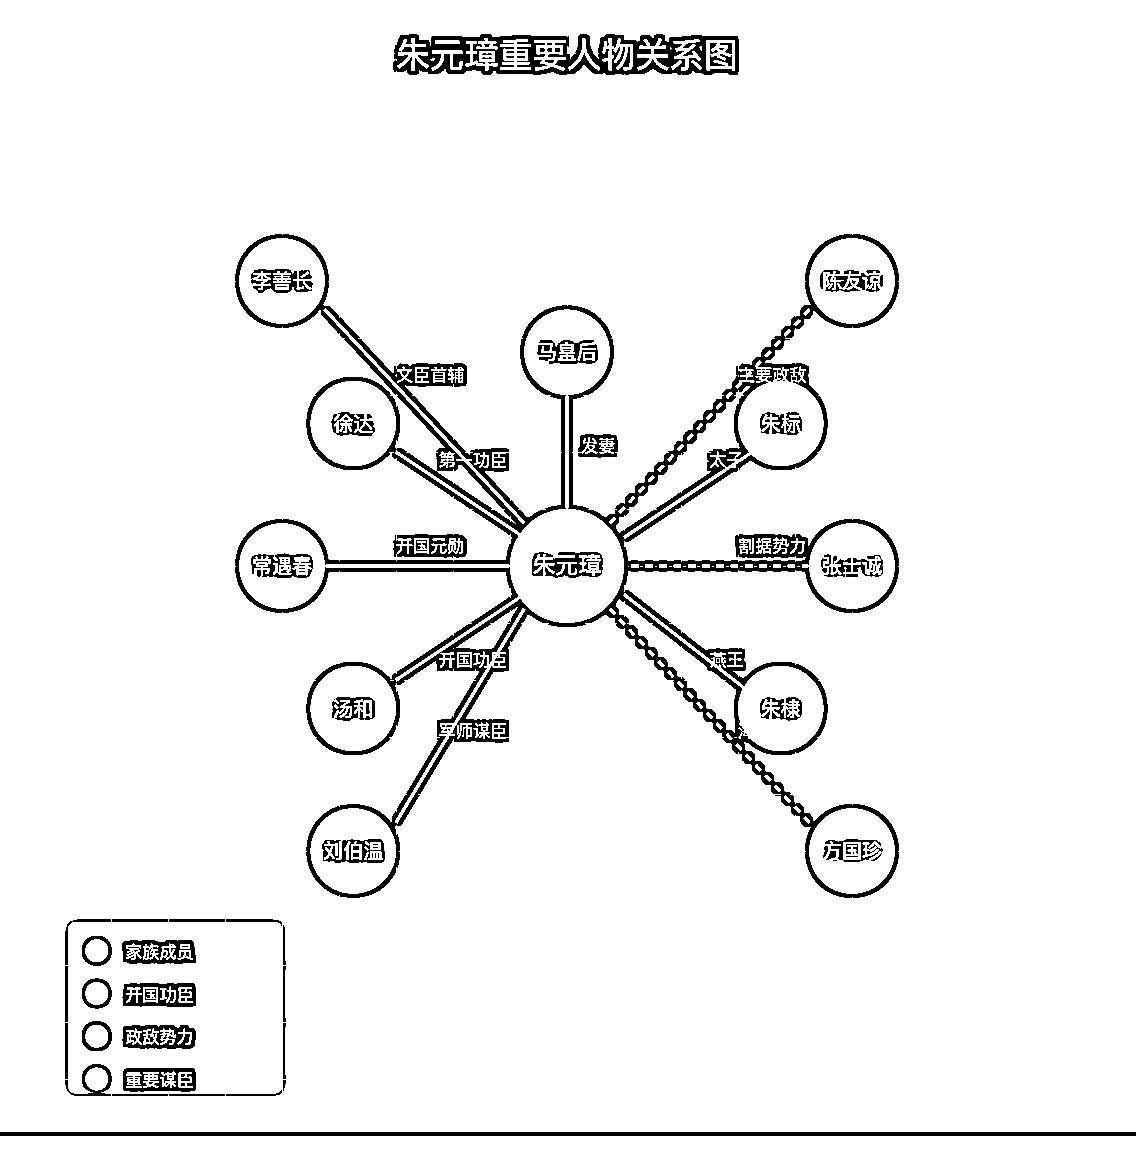 朱元璋重要人物关系图
李善长
陈友谅
马皇后
文臣首辅
主要政敌
徐达
朱标
发妻
第一功臣
太子
开国元勋
割据势力
常遇春
朱元璋
张士诚
开国功臣
燕王
汤和
朱棣
军师谋臣
刘伯温
方国珍
家族成员
开国功臣
政敌势力
重要谋臣